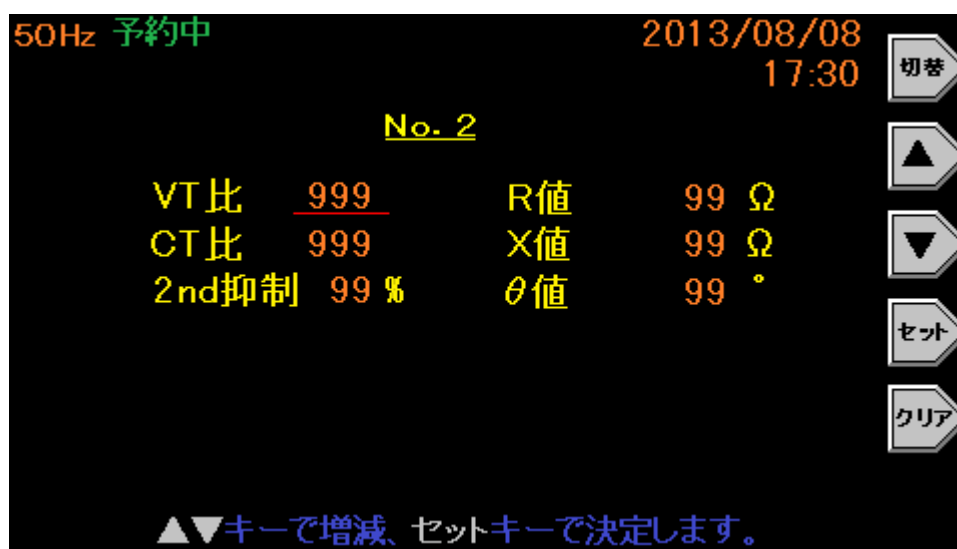 50Hz 予約中 2013/08/08
17:30
切替
No. 2
▲
VT比 999 R値 99 Ω
CT比 999 X値 99 Ω
▼
2nd抑制 99 % θ値 99 °
セット
クリア
▲▼キーで増減、セットキーで決定します。